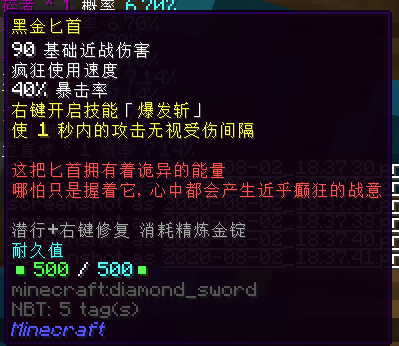 概率 6.70%
黑金匕首
90 基础近战伤害
疯狂使用速度
40% 暴击率
右键开启技能「爆发斩」
使 1 秒内的攻击无视受伤间隔
这把匕首拥有着诡异的能量
哪怕只是握着它, 心中都会产生近乎癫狂的战意
潜行+右键修复 消耗精炼金锭
耐久值
500 / 500
minecraft:diamond_sword
NBT: 5 tag(s)
Minecraft